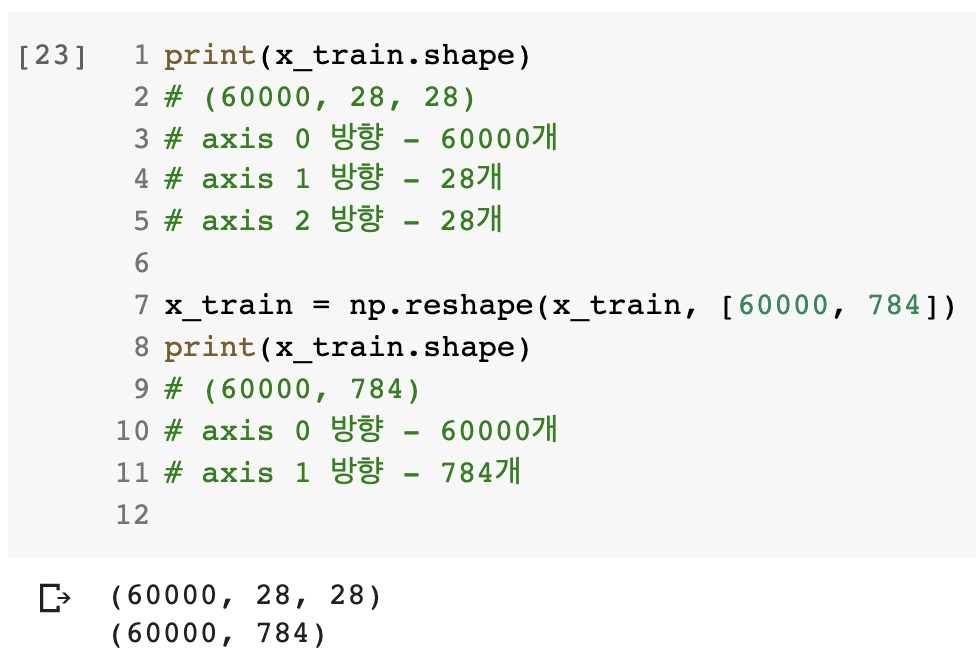 [23] 1 print(x_train.shape)
2 # (60000, 28, 28)
3 # axis 0 방향 - 60000개
4 # axis 1 방향 - 28개
5 # axis 2 방향 - 28개
6
7 x_train = np.reshape(x_train, [60000, 784])
8 print(x_train.shape)
9 # (60000, 784)
10 # axis 0 방향 - 60000개
11 # axis 1 방향 - 784개
12
(60000, 28, 28)
(60000, 784)